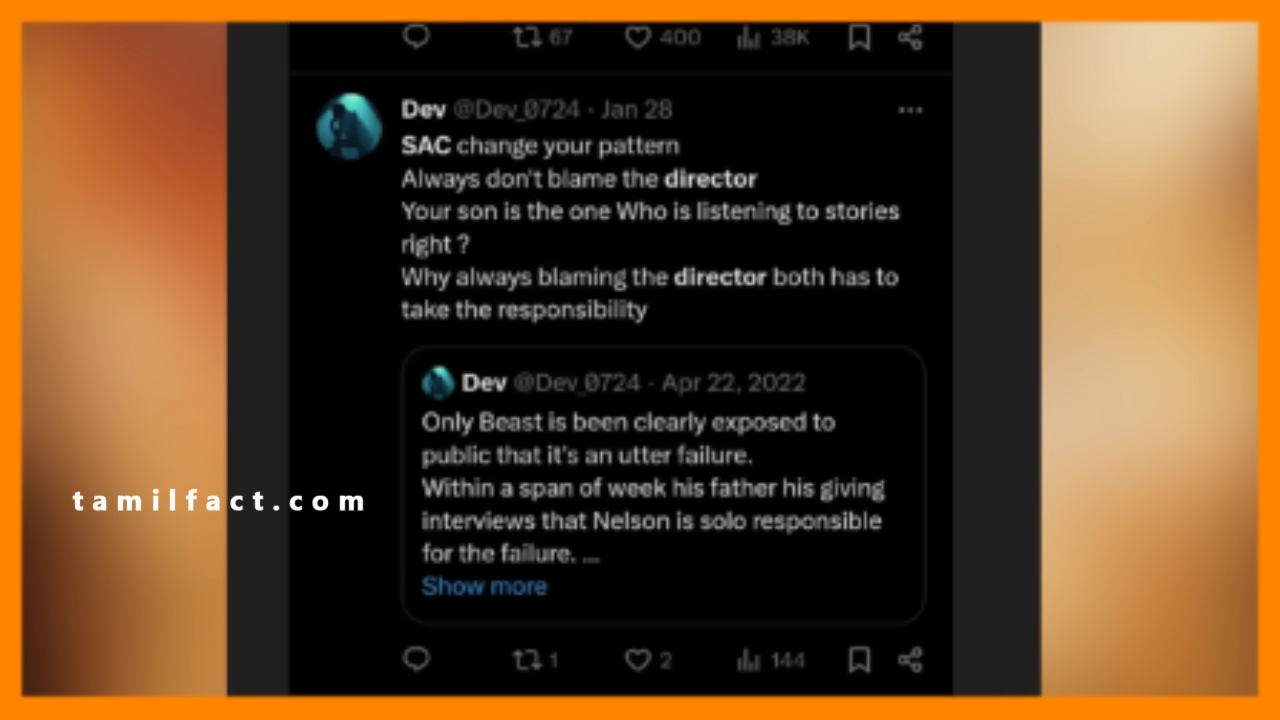 67 400 38K
Dev @Dev_0724 · Jan 28
SAC change your pattern
Always don't blame the director
Your son is the one Who is listening to stories
right ?
Why always blaming the director both has to
take the responsibility
Dev @Dev_0724 · Apr 22, 2022
Only Beast is been clearly exposed to
public that it's an utter failure.
Within a span of week his father his giving
interviews that Nelson is solo responsible
for the failure. ...
Show more
1 2 144
tamilfact.com